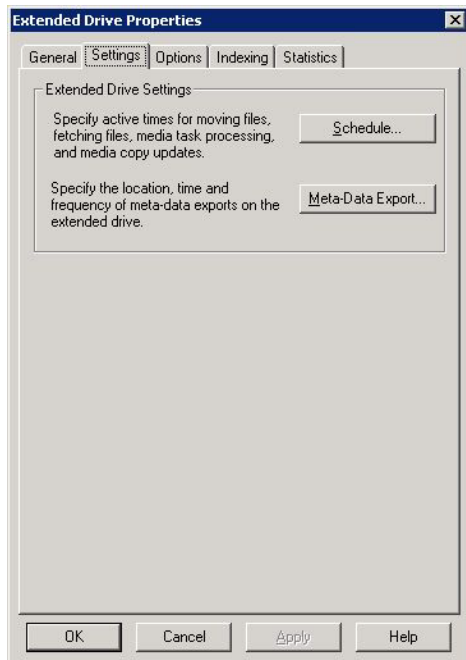 Extended Drive Properties
General Settings Options Indexing Statistics
Extended Drive Settings
Specify active times for moving files,
fetching files, media task processing,
and media copy updates.
Schedule...
Specify the location, time and
frequency of meta-data exports on the
extended drive.
Meta-Data Export...
OK Cancel Apply Help